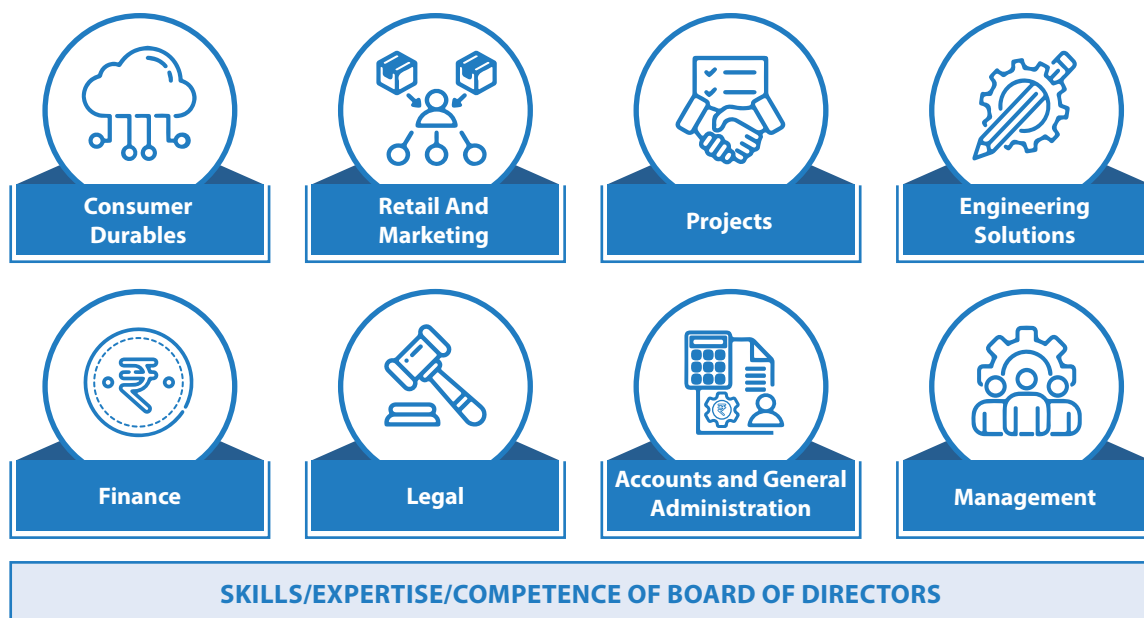 Consumer
Durables
Retail And
Marketing
Projects
Engineering
Solutions
Finance
Legal
Accounts and General
Administration
Management
SKILLS/EXPERTISE/COMPETENCE OF BOARD OF DIRECTORS